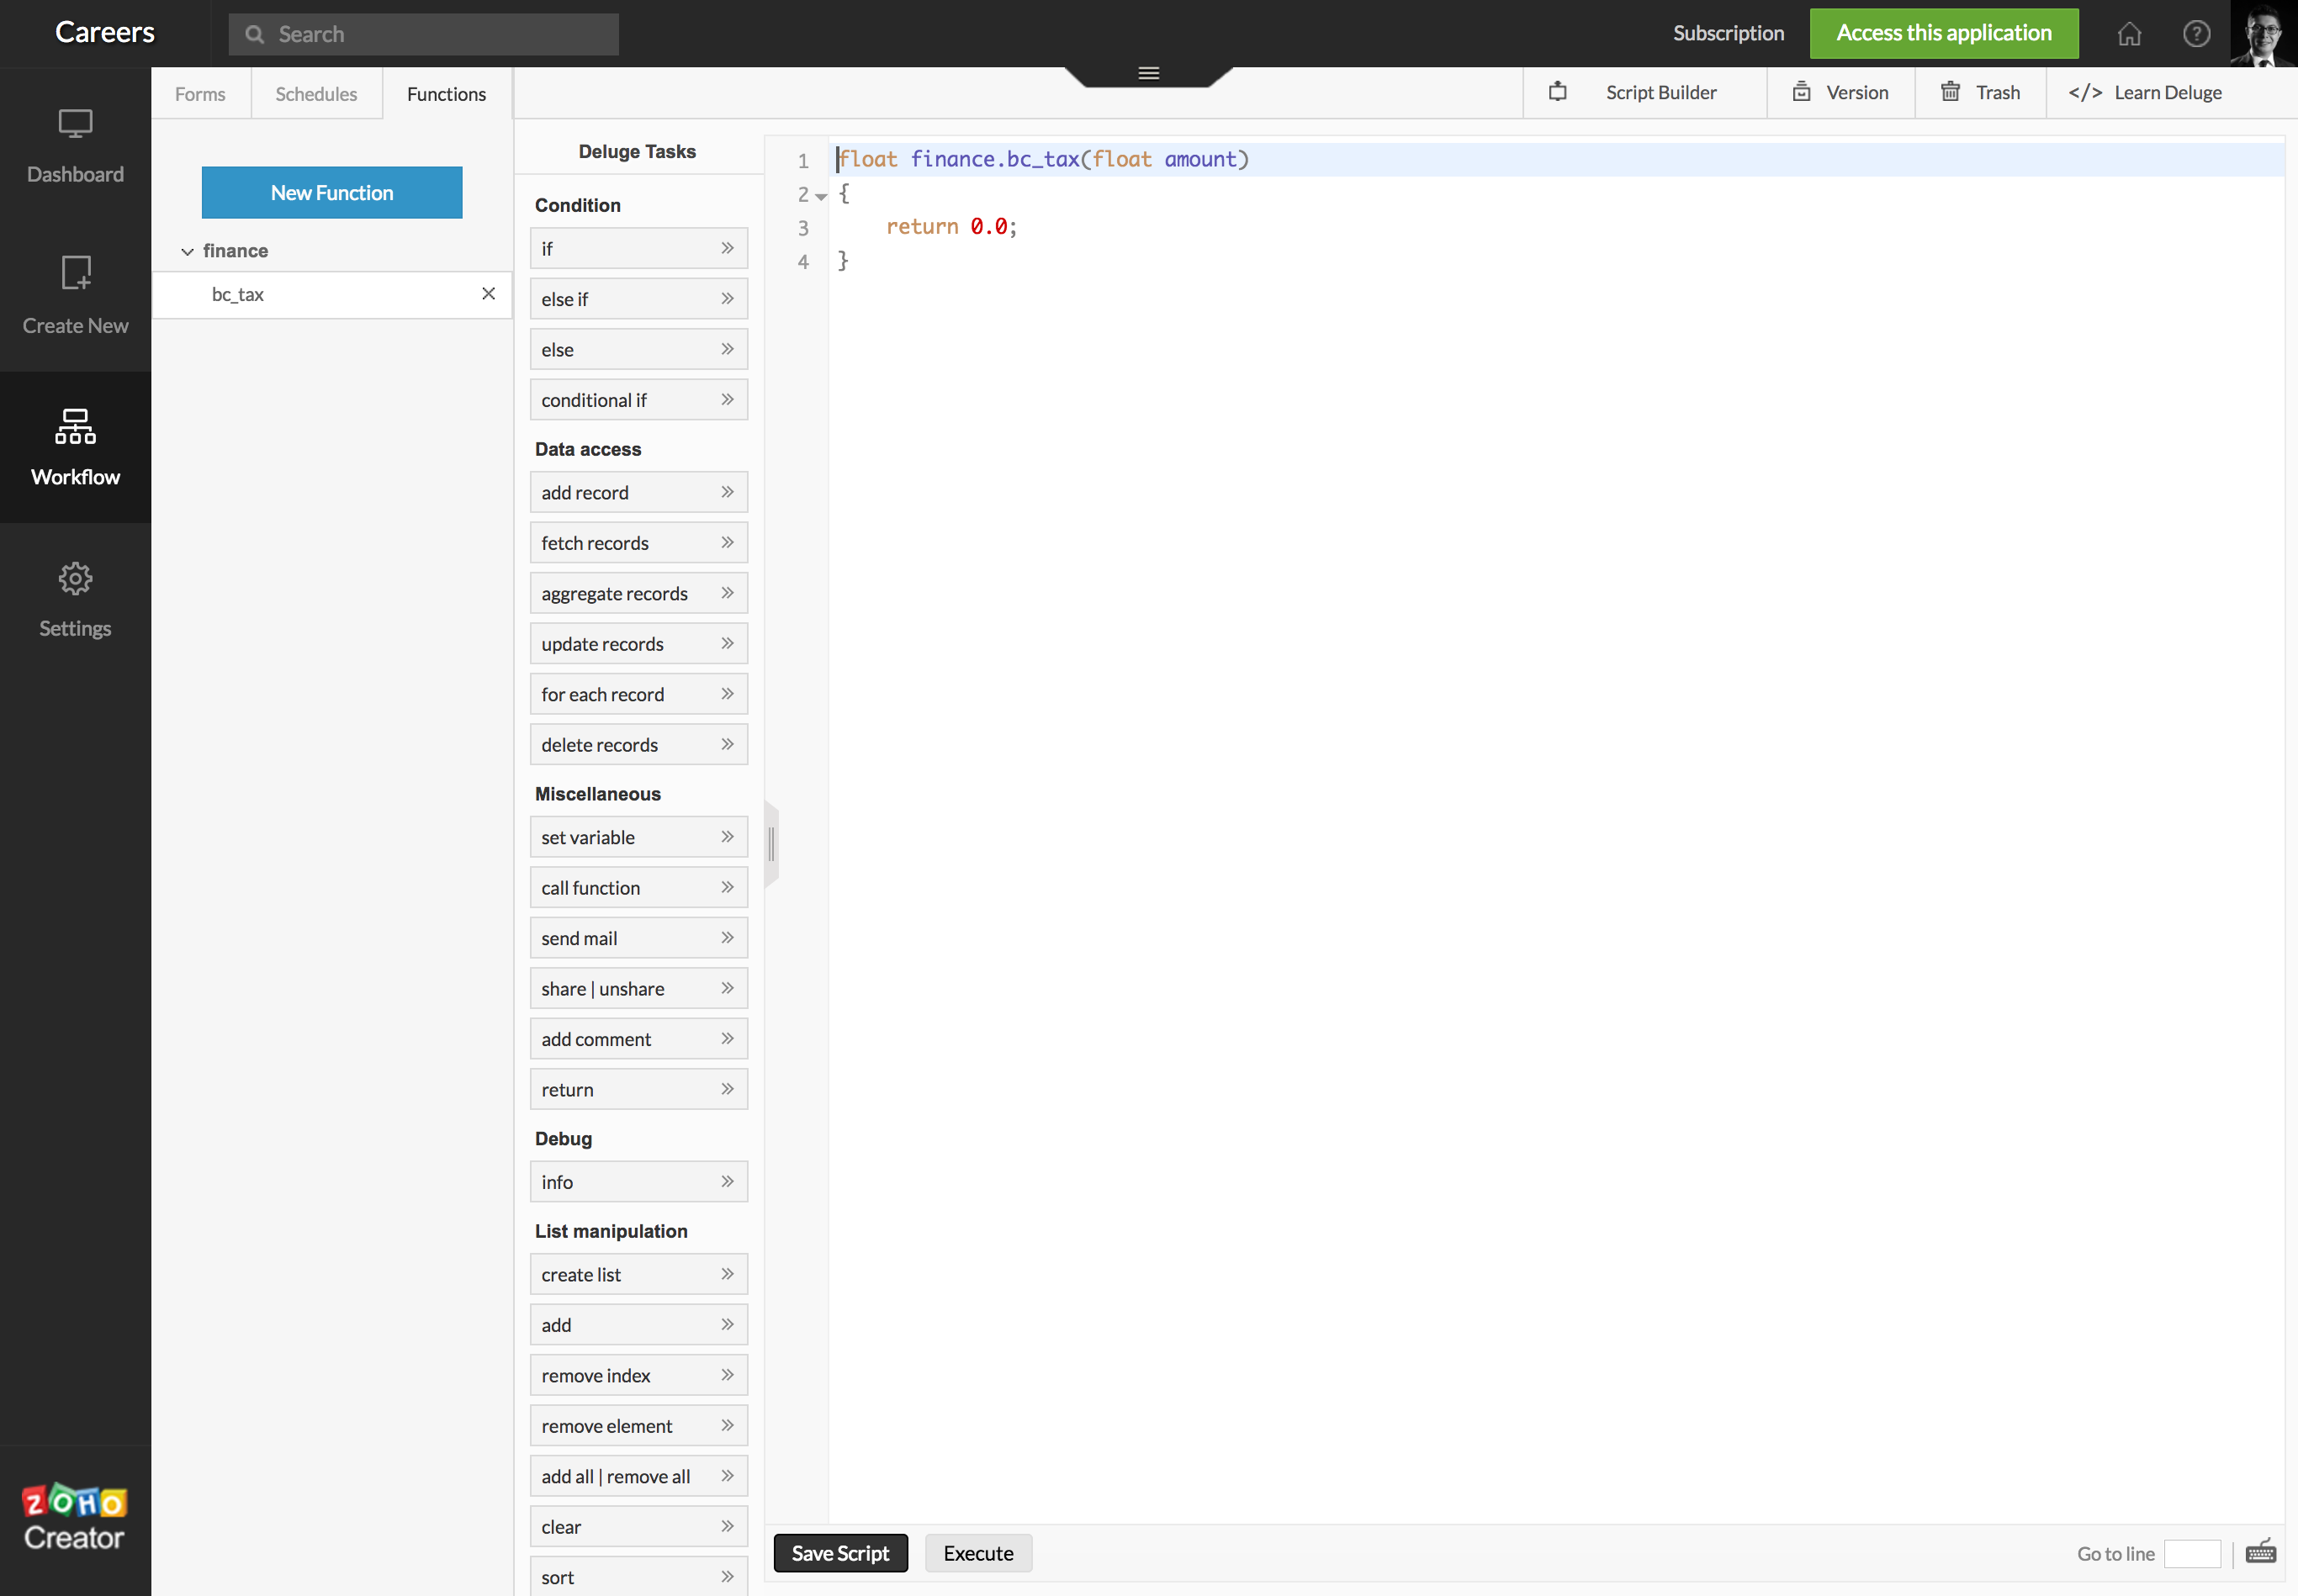 Careers
Search
Subscription
Access this application
?
Forms
Schedules
Functions
Script Builder
Version
Trash
</> Learn Deluge
Dashboard
Create New
Workflow
Settings
ZOHO
Creator
New Function
finance
bc_tax
Deluge Tasks
Condition
if
else if
else
conditional if
Data access
add record
fetch records
aggregate records
update records
for each record
delete records
Miscellaneous
set variable
call function
send mail
share | unshare
add comment
return
Debug
info
List manipulation
create list
add
remove index
remove element
add all | remove all
clear
sort
1 float finance.bc_tax(float amount)
2 {
3     return 0.0;
4 }
Save Script
Execute
Go to line